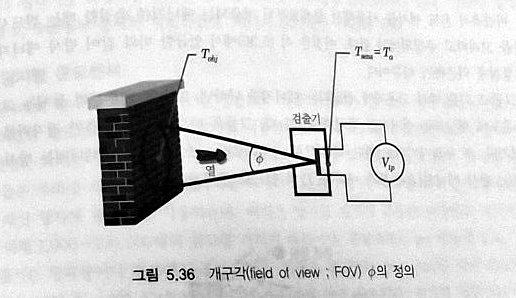 T_obj
T_sens = T_a
검출기
열
ϕ
V_tp
그림 5.36 개구각(field of view ; FOV) ϕ의 정의